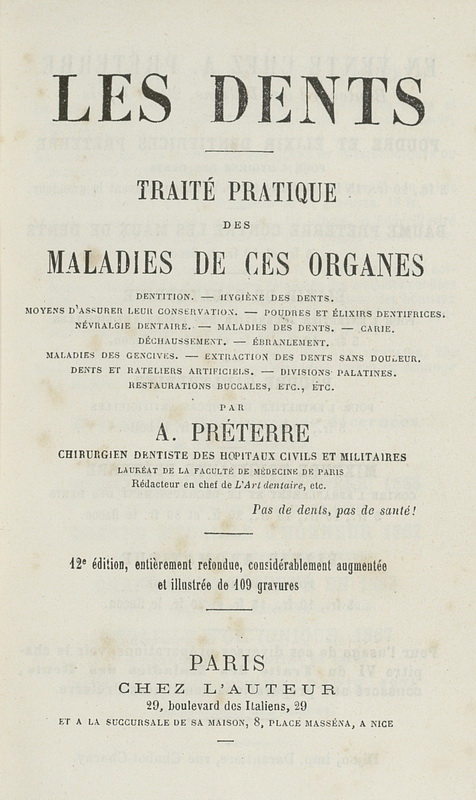 LES DENTS
TRAITÉ PRATIQUE
DES
MALADIES DE CES ORGANES
DENTITION. — HYGIÈNE DES DENTS.
MOYENS D'ASSURER LEUR CONSERVATION. — POUDRES ET ÉLIXIRS DENTIFRICES.
NÉVRALGIE DENTAIRE. — MALADIES DES DENTS. — CARIE.
DÉCHAUSSEMENT. — ÉBRANLEMENT.
MALADIES DES GENCIVES. — EXTRACTION DES DENTS SANS DOULEUR.
DENTS ET RATELIERS ARTIFICIELS. — DIVISIONS PALATINES.
RESTAURATIONS BUCCALES, ETC., ETC.
PAR
A. PRÉTERRE
CHIRURGIEN DENTISTE DES HOPITAUX CIVILS ET MILITAIRES
LAURÉAT DE LA FACULTÉ DE MÉDECINE DE PARIS
Rédacteur en chef de L'Art dentaire, etc.
Pas de dents, pas de santé!
12e édition, entièrement refondue, considérablement augmentée
et illustrée de 109 gravures
PARIS
CHEZ L'AUTEUR
29, boulevard des Italiens, 29
ET A LA SUCCURSALE DE SA MAISON, 8, PLACE MASSÉNA, A NICE